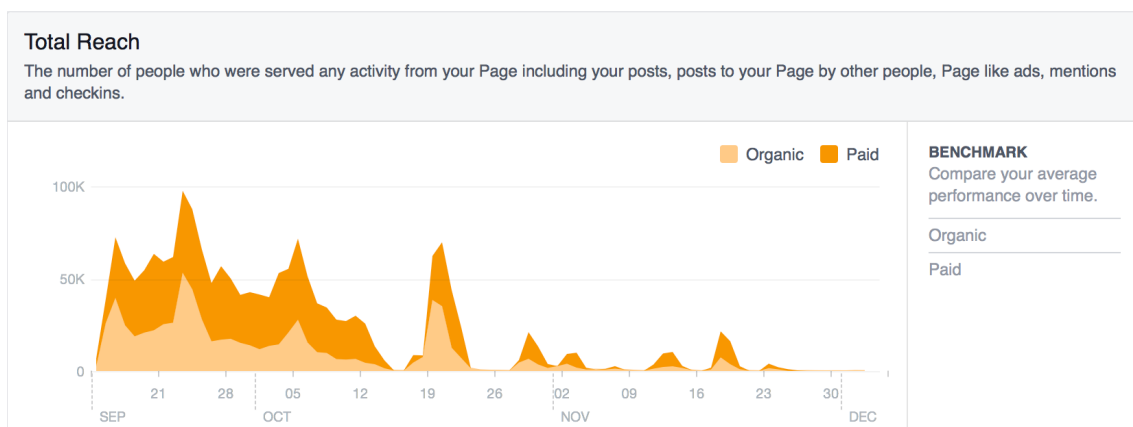 Total Reach
The number of people who were served any activity from your Page including your posts, posts to your Page by other people, Page like ads, mentions
and checkins.
Organic Paid
BENCHMARK
Compare your average
performance over time.
Organic
Paid
100K
50K
0
21 28 05 12 19 26 02 09 16 23 30
SEP OCT NOV DEC